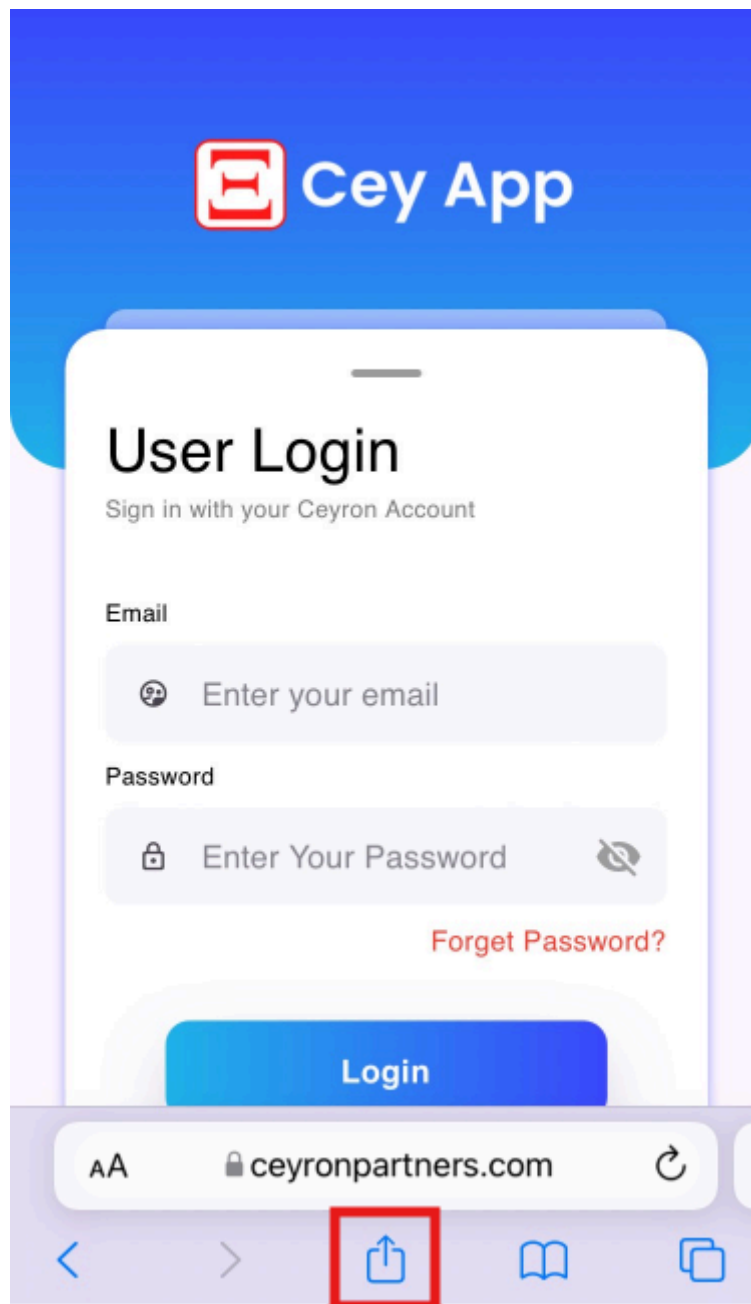 Cey App
User Login
Sign in with your Ceyron Account
Email
Enter your email
Password
Enter Your Password
Forget Password?
Login
AA ceyronpartners.com